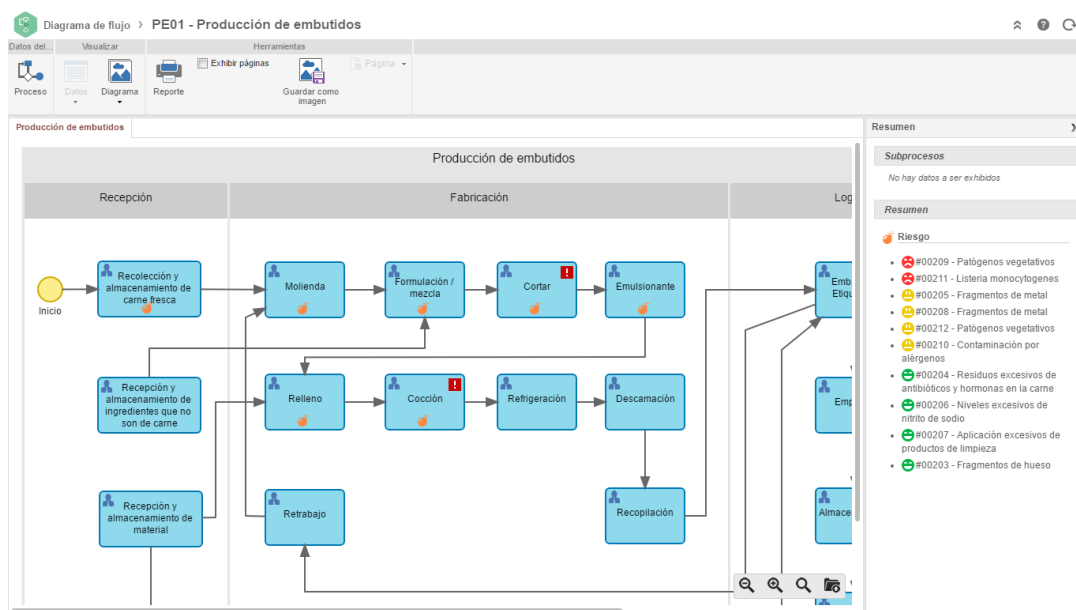 Diagrama de flujo › PE01 - Producción de embutidos
Datos del...
Visualizar
Herramientas
Proceso
Datos
Diagrama
Reporte
Exhibir páginas
Guardar como
imagen
Página
Producción de embutidos
Producción de embutidos
Recepción
Fabricación
Log
Inicio
Recolección y
almacenamiento de
carne fresca
Molienda
Formulación /
mezcla
Cortar
Emulsionante
Emb
Etiqu
Recepción y
almacenamiento de
ingredientes que no
son de carne
Relleno
Cocción
Refrigeración
Descamación
Emp
Recepción y
almacenamiento de
material
Retrabajo
Recopilación
Almace
Resumen
Subprocesos
No hay datos a ser exhibidos
Resumen
Riesgo
#00209 - Patógenos vegetativos
#00211 - Listeria monocytogenes
#00205 - Fragmentos de metal
#00208 - Fragmentos de metal
#00212 - Patógenos vegetativos
#00210 - Contaminación por
alérgenos
#00204 - Residuos excesivos de
antibióticos y hormonas en la carne
#00206 - Niveles excesivos de
nitrito de sodio
#00207 - Aplicación excesivos de
productos de limpieza
#00203 - Fragmentos de hueso